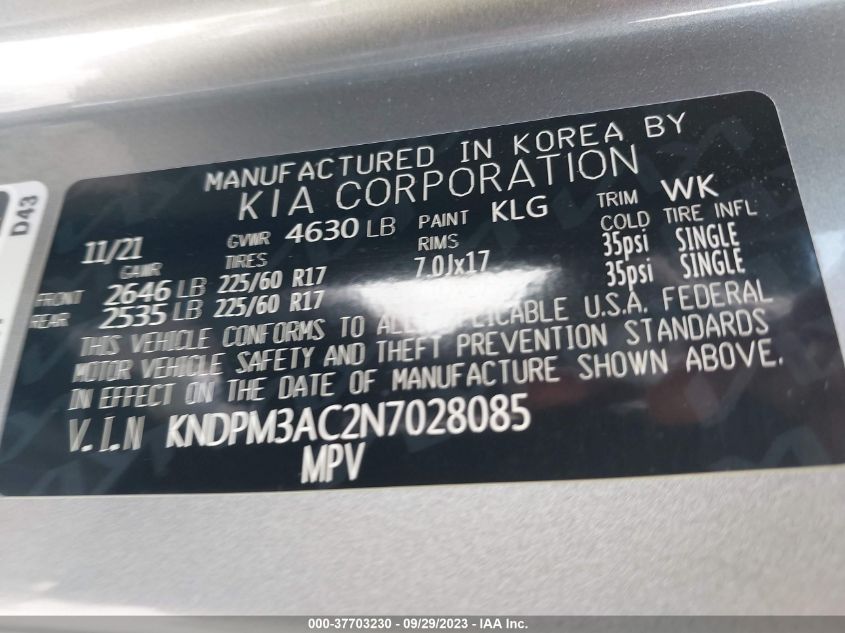 D43
MANUFACTURED IN KOREA BY
KIA CORPORATION
11/21 GVWR 4630 LB PAINT KLG TRIM WK
GAWR TIRES RIMS COLD TIRE INFL
FRONT 2646 LB 225/60 R17 7.0Jx17 35psi SINGLE
REAR 2535 LB 225/60 R17 35psi SINGLE
THIS VEHICLE CONFORMS TO ALL U.S.A. FEDERAL
MOTOR VEHICLE SAFETY AND THEFT PREVENTION STANDARDS
IN EFFECT ON THE DATE OF MANUFACTURE SHOWN ABOVE.
V.I.N KNDPM3AC2N7028085
MPV
000-37703230 - 09/29/2023 - IAA Inc.